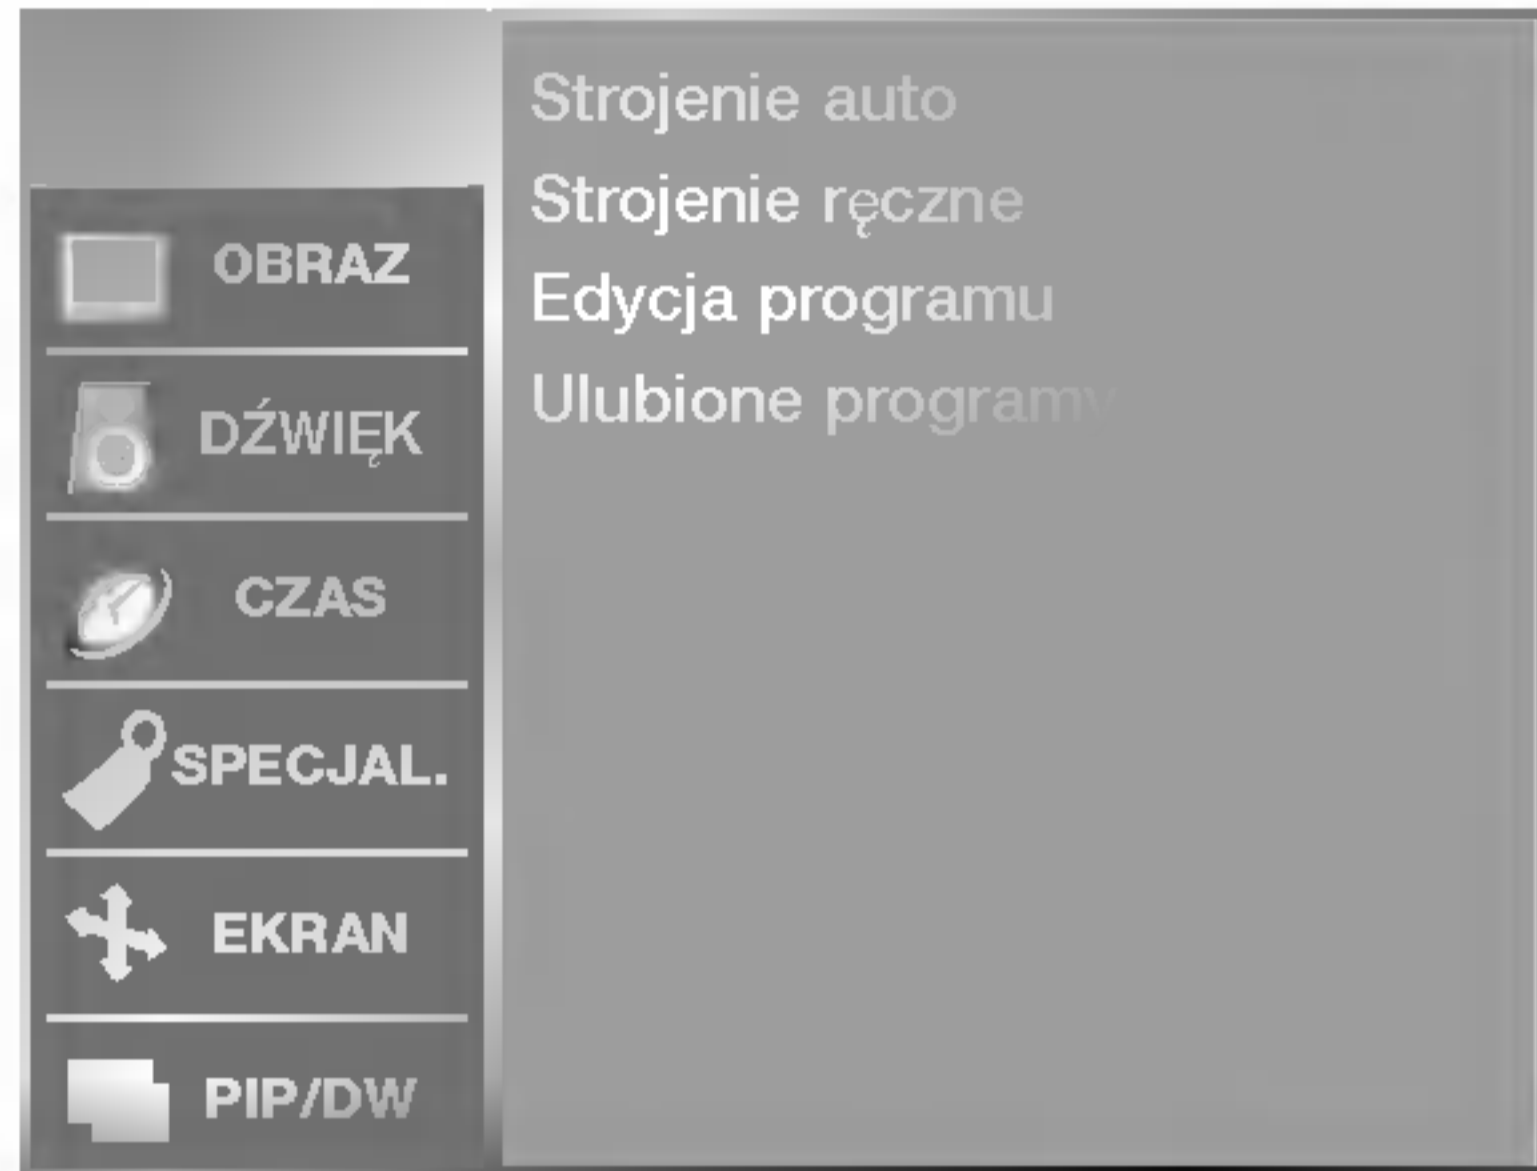 Strojenie auto
Strojenie ręczne
Edycja programu
Ulubione programy
OBRAZ
DŹWIĘK
CZAS
SPECJAL.
EKRAN
PIP/DW